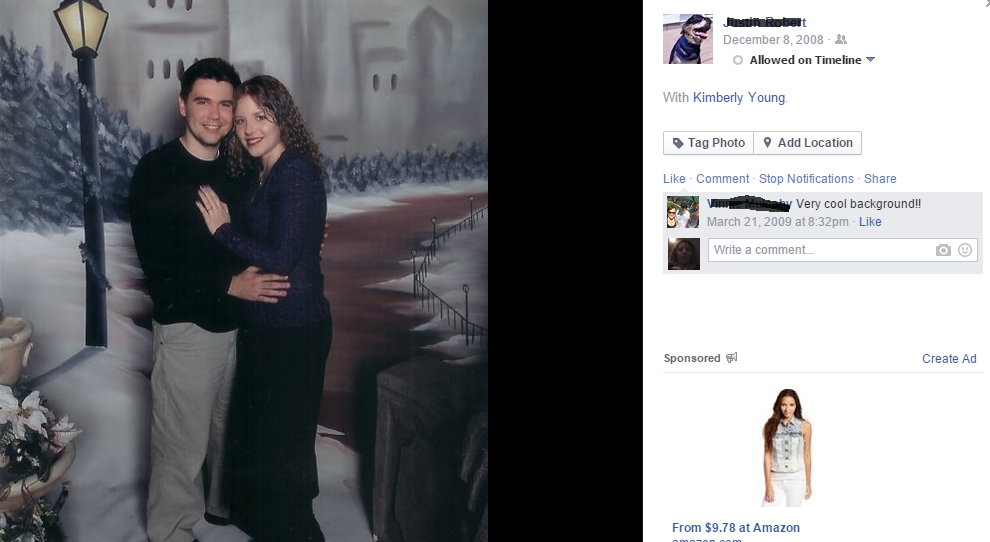 December 8, 2008 ·
Allowed on Timeline
With Kimberly Young.
Tag Photo
Add Location
Like · Comment · Stop Notifications · Share
Very cool background!!
March 21, 2009 at 8:32pm · Like
Write a comment...
Sponsored
Create Ad
From $9.78 at Amazon
amazon.com